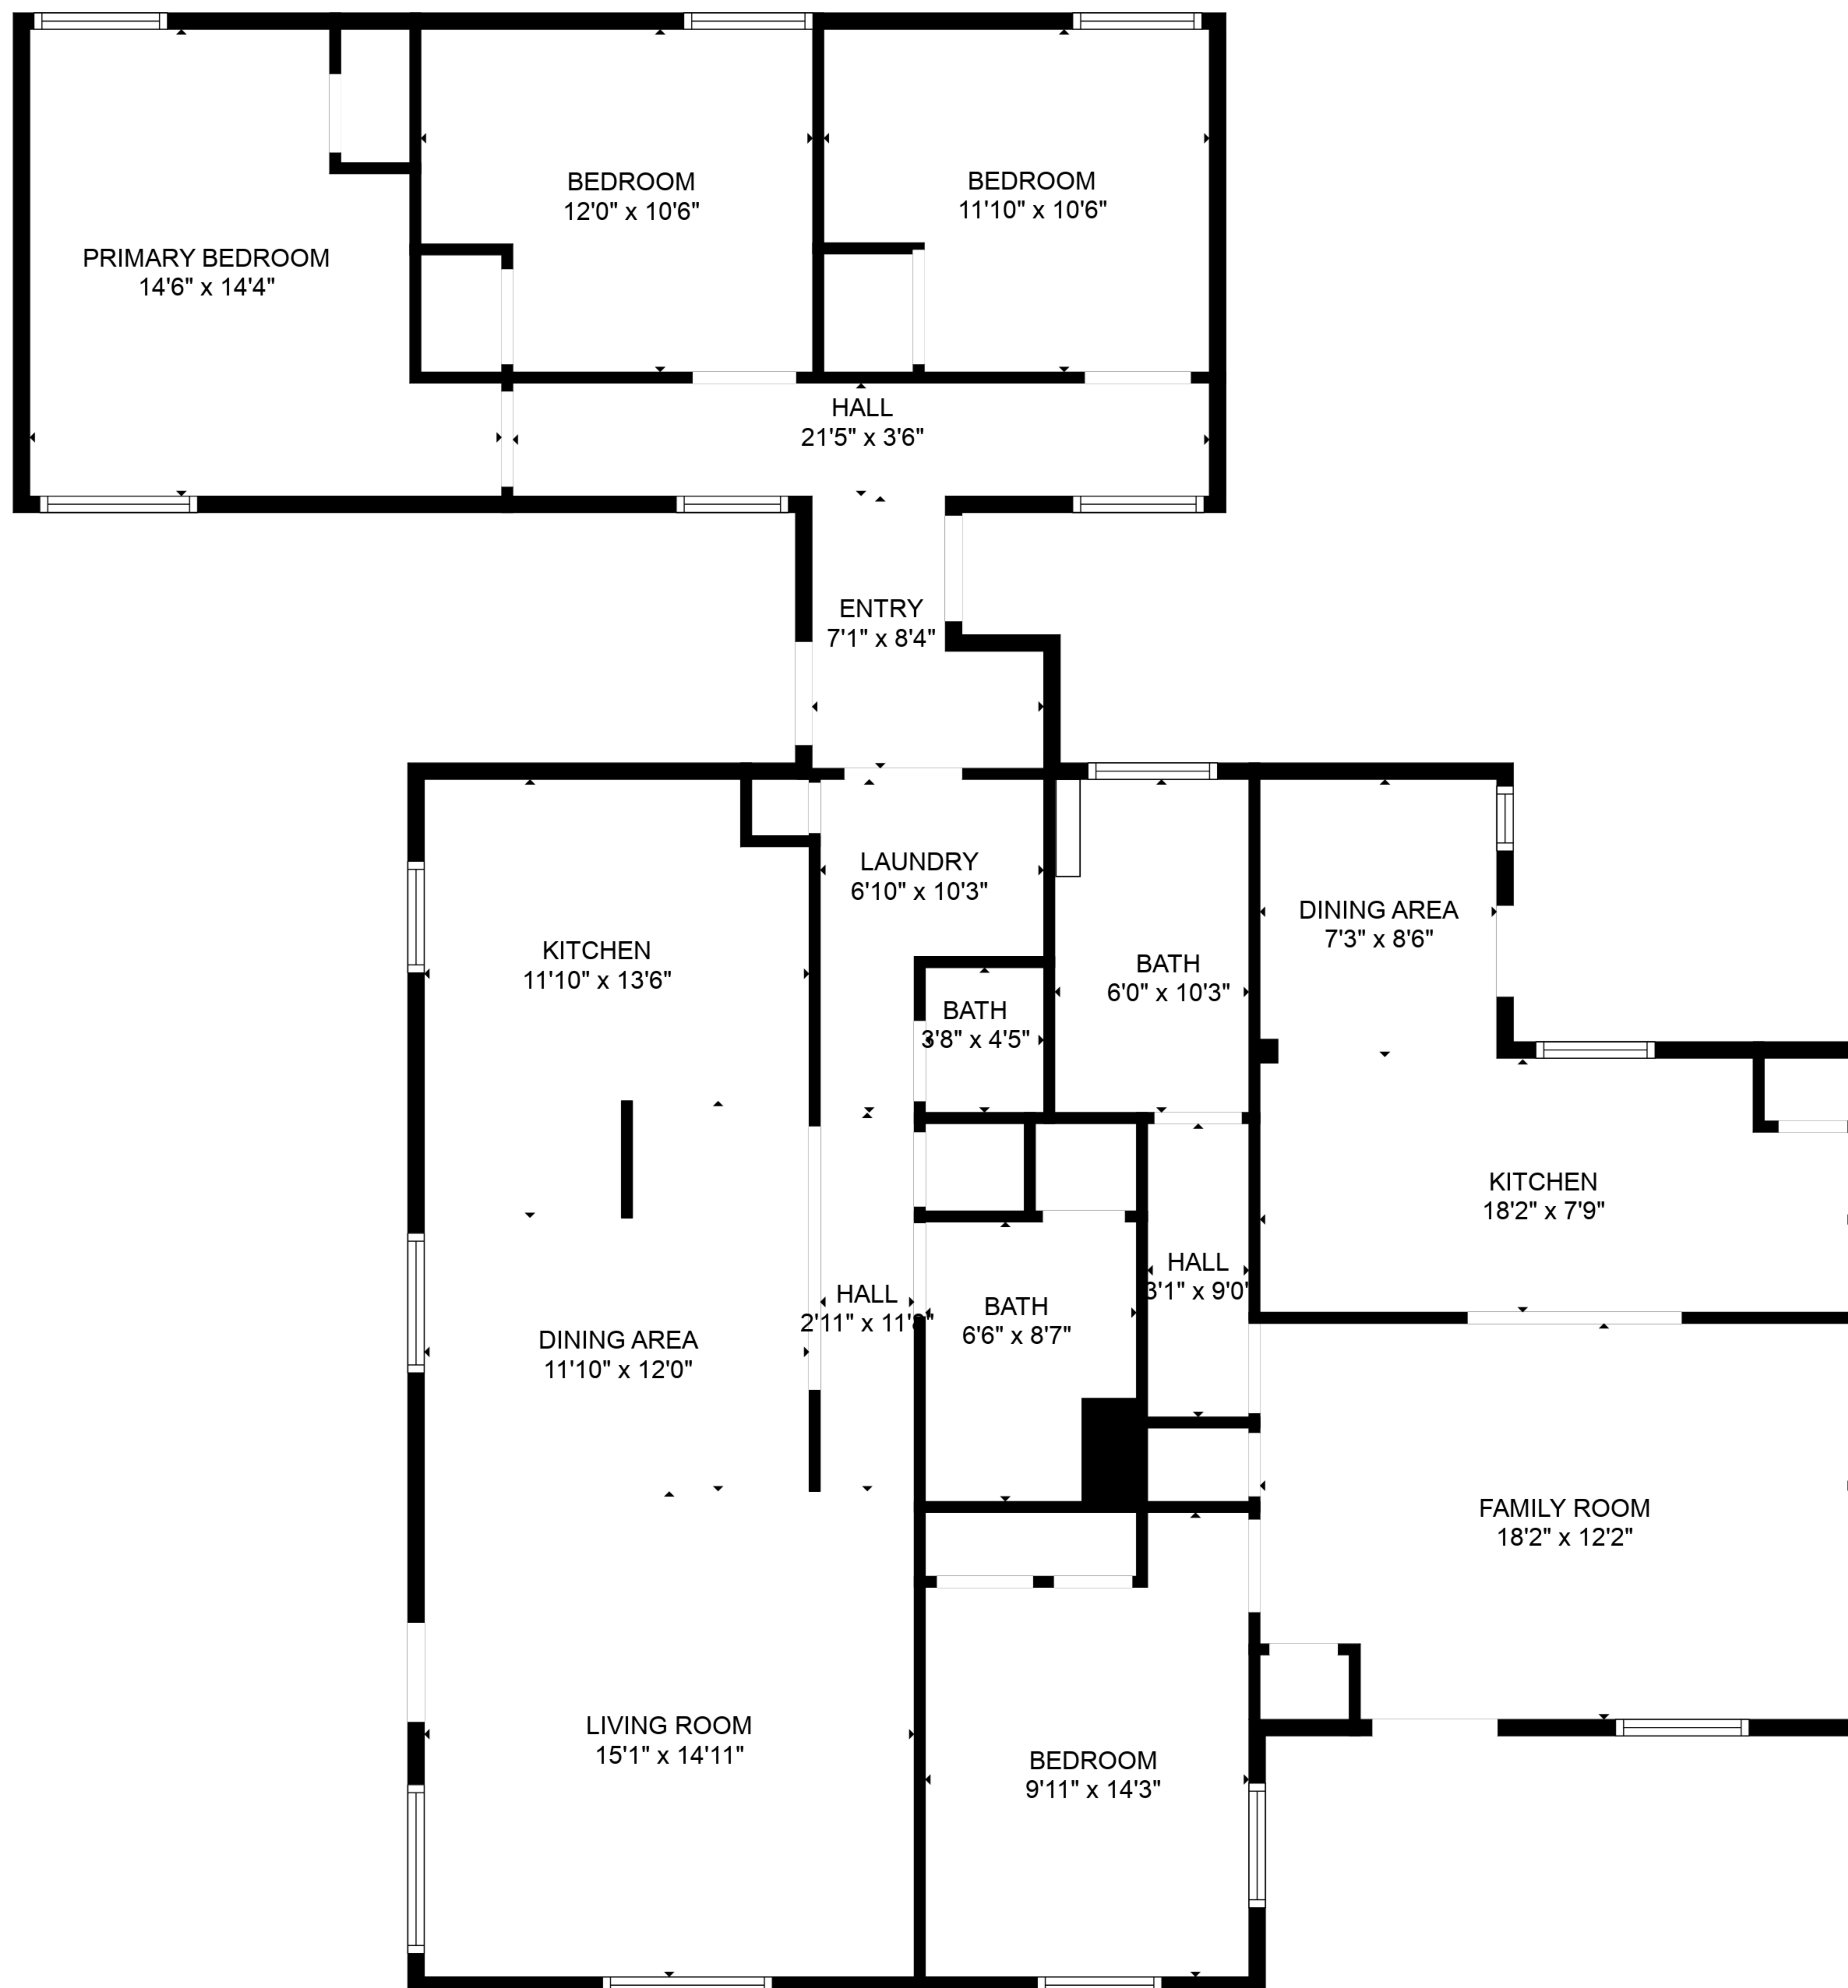 BEDROOM
12'0" x 10'6"
BEDROOM
11'10" x 10'6"
PRIMARY BEDROOM
14'6" x 14'4"
HALL
21'5" x 3'6"
ENTRY
7'1" x 8'4"
LAUNDRY
6'10" x 10'3"
DINING AREA
7'3" x 8'6"
KITCHEN
11'10" x 13'6"
BATH
6'0" x 10'3"
BATH
3'8" x 4'5"
KITCHEN
18'2" x 7'9"
HALL
3'1" x 9'0"
HALL
2'11" x 11'8"
BATH
6'6" x 8'7"
DINING AREA
11'10" x 12'0"
FAMILY ROOM
18'2" x 12'2"
LIVING ROOM
15'1" x 14'11"
BEDROOM
9'11" x 14'3"